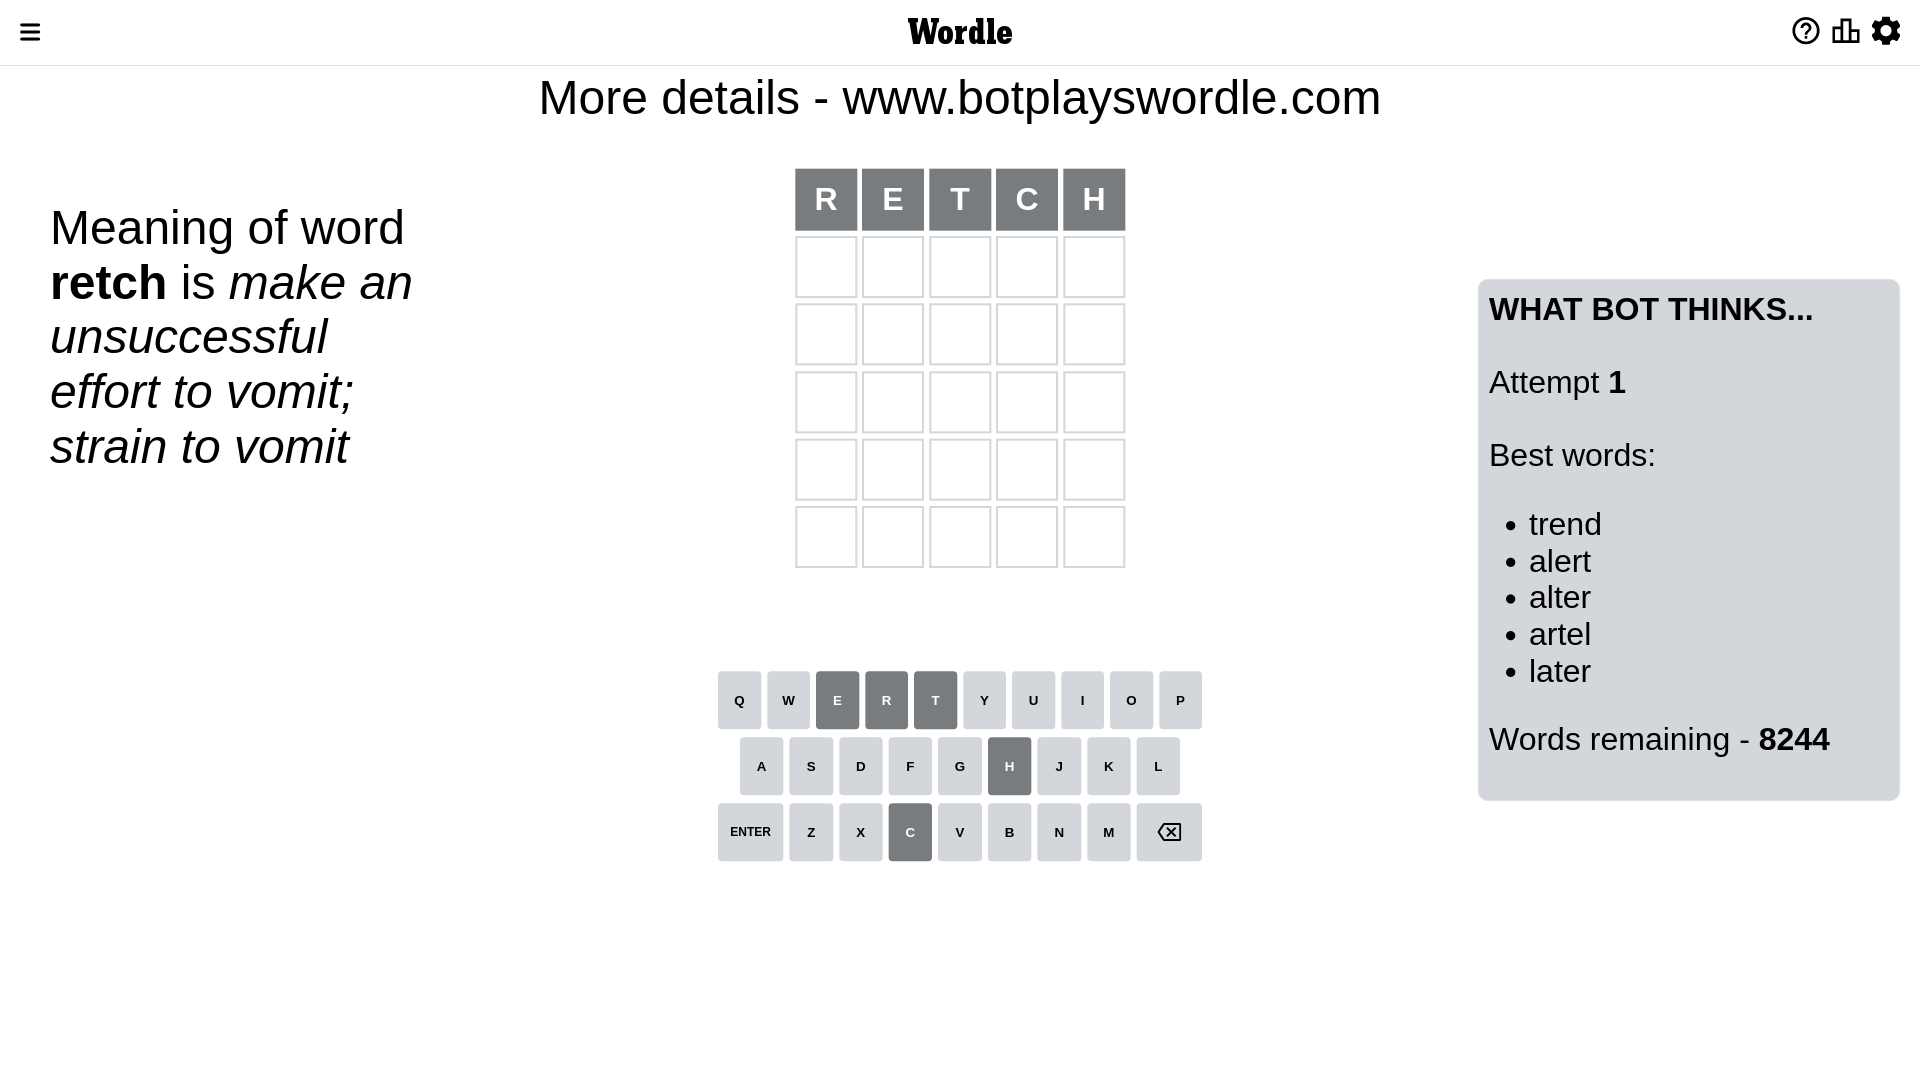 Wordle
More details - www.botplayswordle.com
Meaning of word
retch is make an
unsuccessful
effort to vomit;
strain to vomit
R E T C H
WHAT BOT THINKS...
Attempt 1
Best words:
• trend
• alert
• alter
• artel
• later
Words remaining - 8244
Q W E R T Y U I O P
A S D F G H J K L
ENTER Z X C V B N M